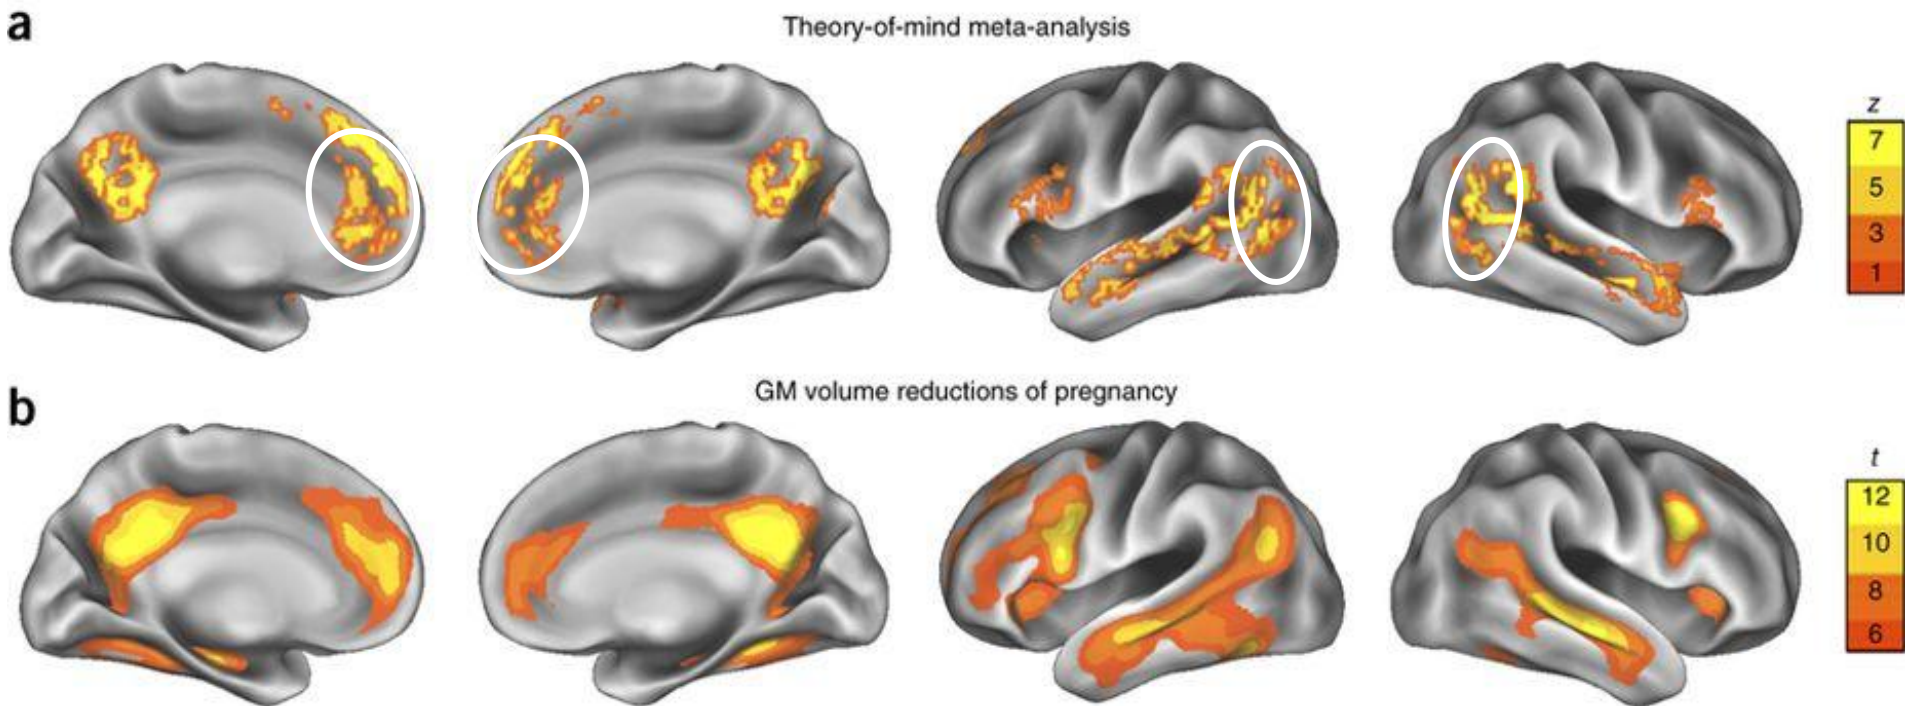 a
Theory-of-mind meta-analysis
z
7
5
3
1
b
GM volume reductions of pregnancy
t
12
10
8
6